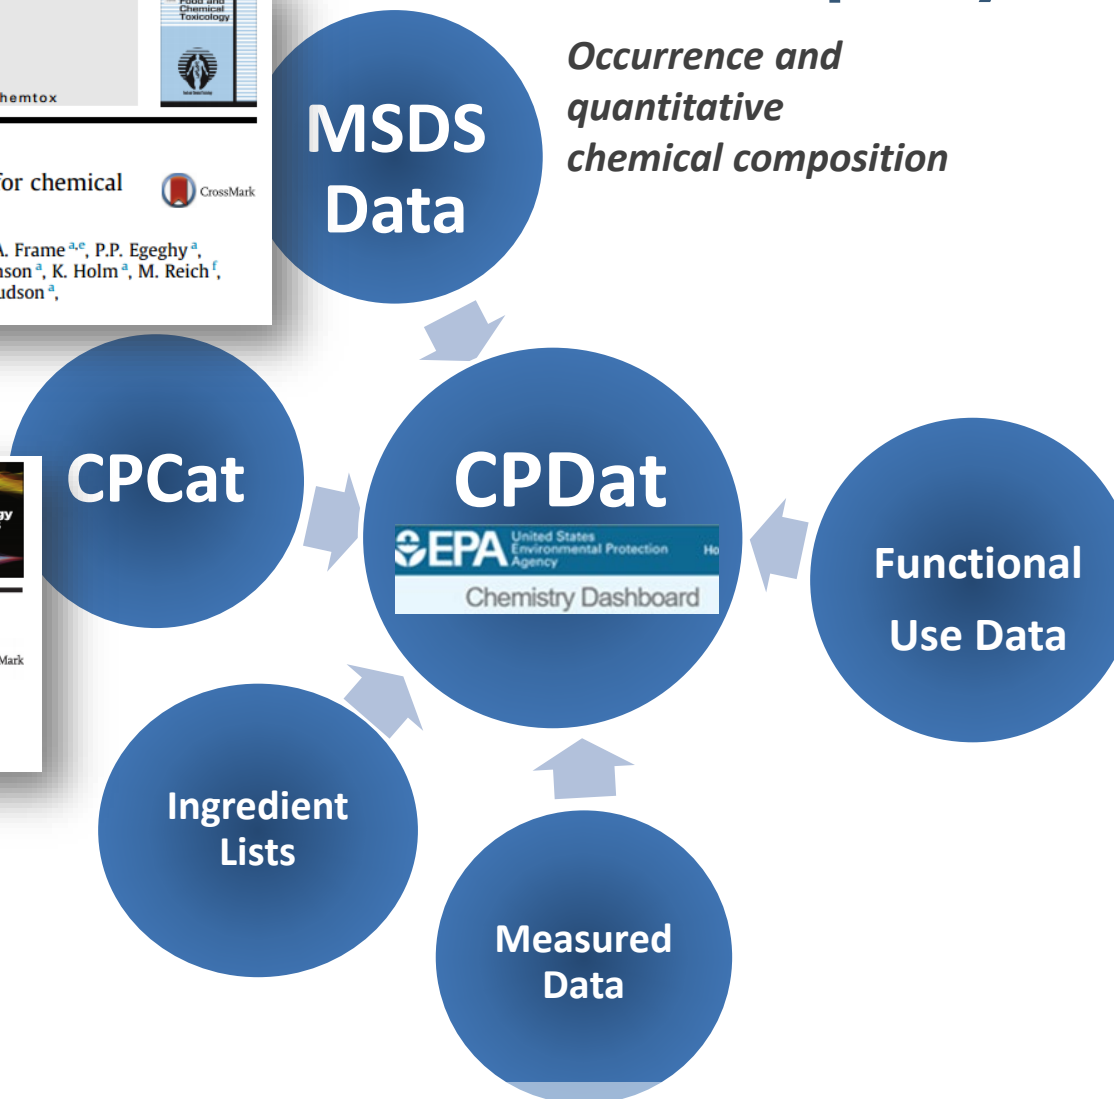 Food and
Chemical
Toxicology
hemtox
for chemical
CrossMark
A. Frame a,e, P.P. Egeghy a,
nson a, K. Holm a, M. Reich f,
udson a,
Occurrence and
quantitative
chemical composition
MSDS
Data
CPCat
gy
Mark
CPDat
EPA
United States
Environmental Protection
Agency
Ho
Chemistry Dashboard
Functional
Use Data
Ingredient
Lists
Measured
Data